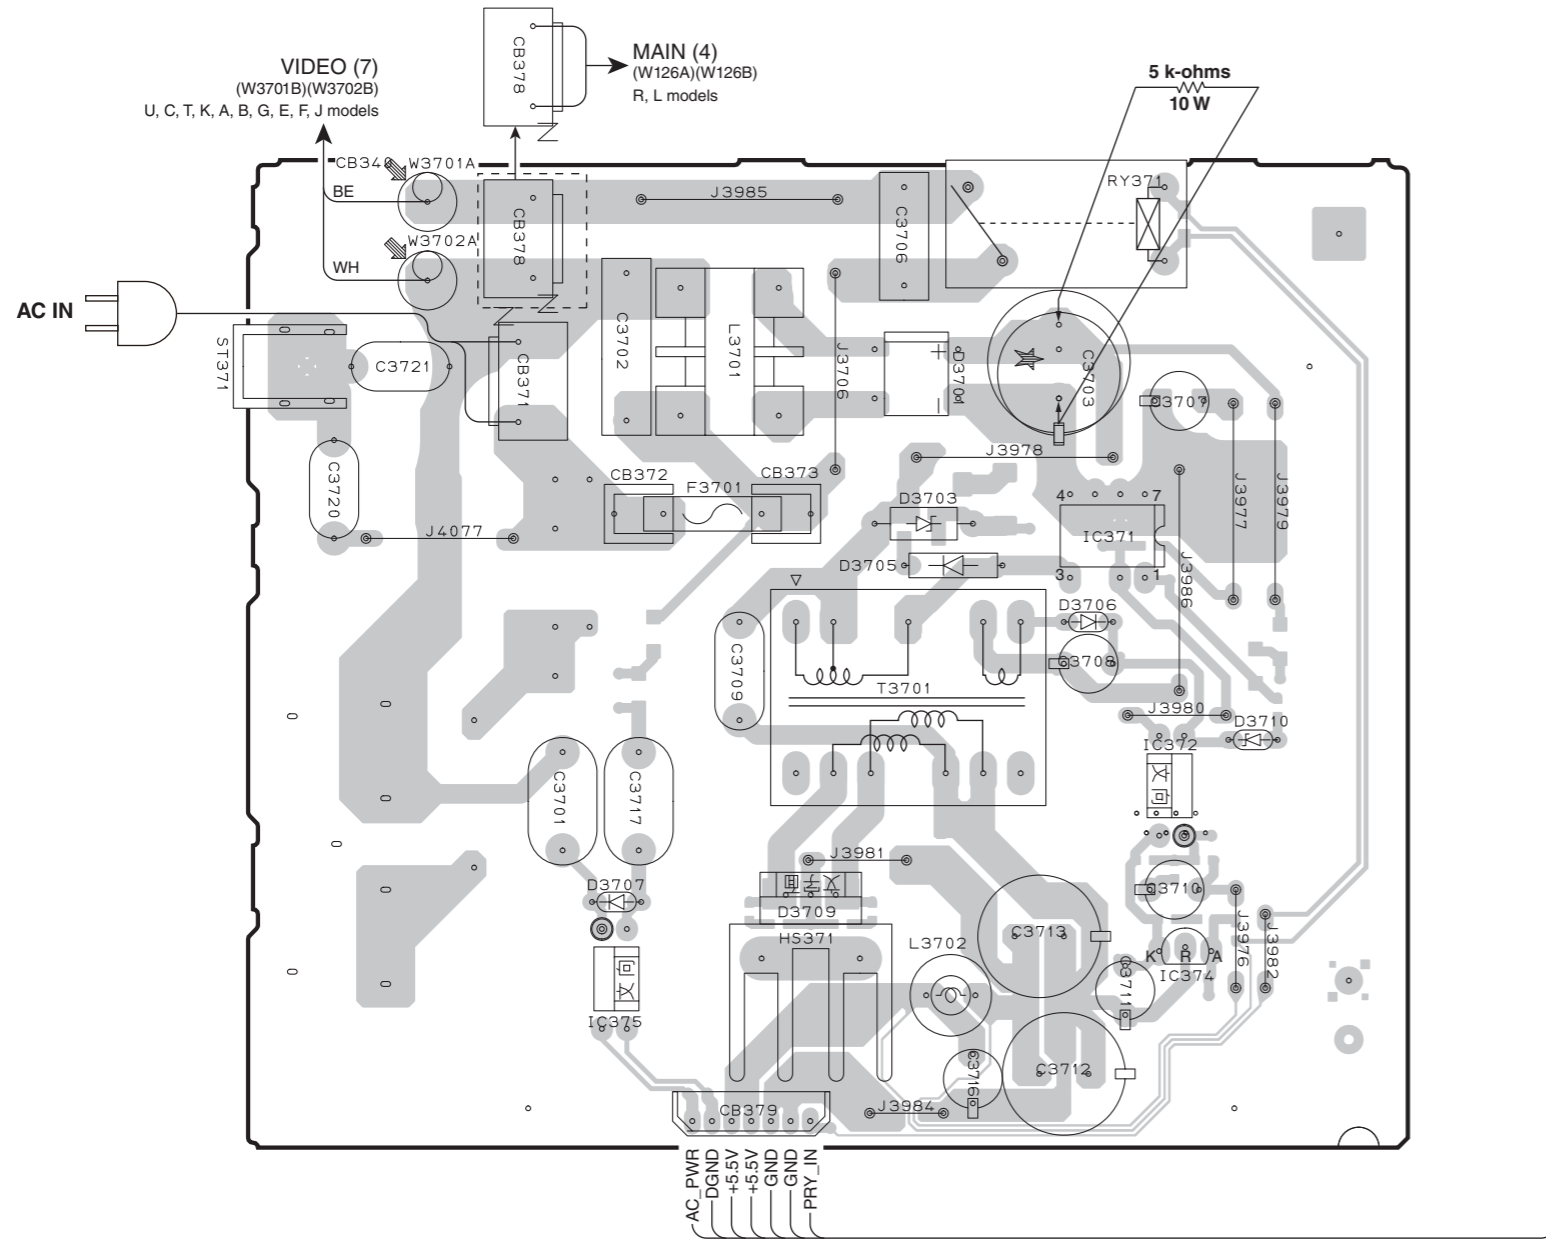 CB378
MAIN (4)
(W126A)(W126B)
R, L models
VIDEO (7)
(W3701B)(W3702B)
U, C, T, K, A, B, G, E, F, J models
5 k-ohms
10 W
CB340
W3701A
BE
W3702A
WH
CB378
J3985
C3706
RY371
AC IN
ST371
C3721
CB371
C3702
L3701
J3706
D3701
+
−
C3703
C3707
C3720
J4077
CB372
F3701
CB373
J3978
D3703
D3705
4
7
IC371
3
1
J3986
J3977
J3979
D3706
C3708
C3709
T3701
J3980
D3710
IC372
C3701
C3717
J3981
D3707
D3709
HS371
L3702
C3713
C3710
K R A
IC374
C3711
J3976
J3982
IC375
C3716
C3712
CB379
J3984
AC_PWR
DGND
+5.5V
+5.5V
GND
GND
PRY_IN